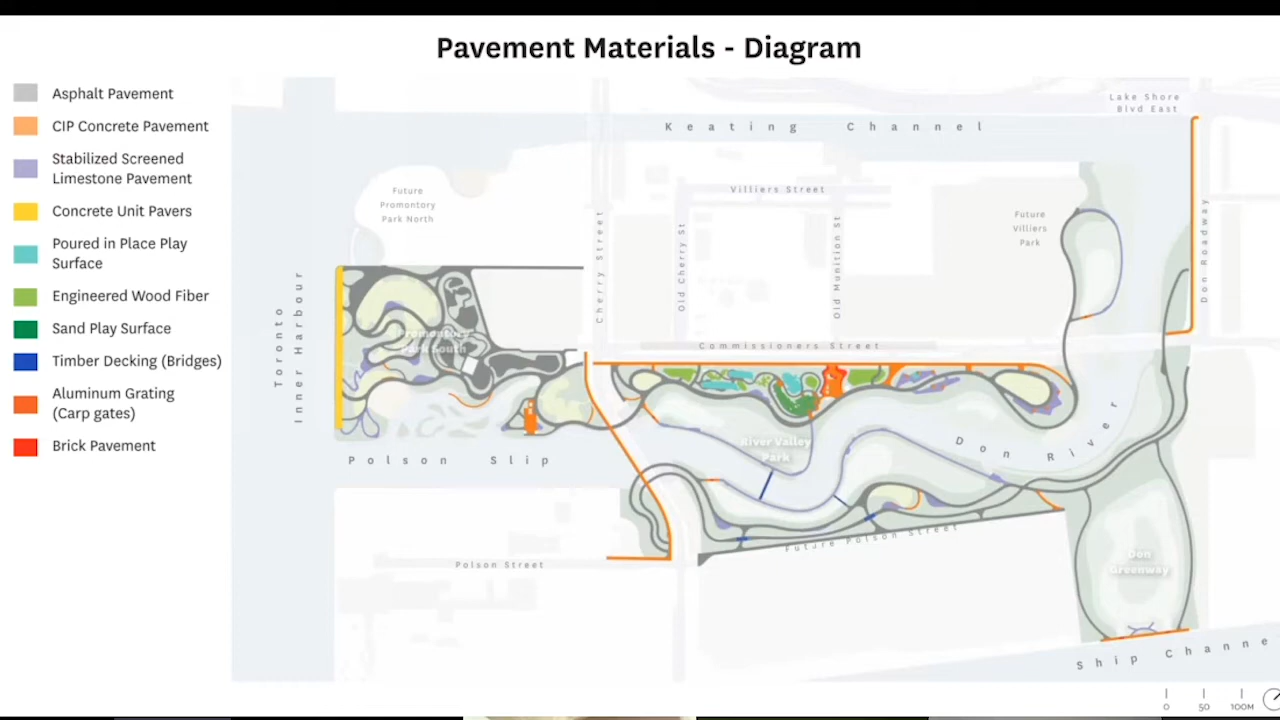 Pavement Materials - Diagram
Asphalt Pavement
CIP Concrete Pavement
Stabilized Screened
Limestone Pavement
Concrete Unit Pavers
Poured in Place Play
Surface
Engineered Wood Fiber
Sand Play Surface
Timber Decking (Bridges)
Aluminum Grating
(Carp gates)
Brick Pavement
Lake Shore
Blvd East
Keating Channel
Future
Promontory
Park North
Villiers Street
Future
Villiers
Park
Cherry Street
Old Cherry St
Old Munition St
Don Roadway
Toronto
Inner Harbour
Promontory
Park South
Commissioners Street
Polson Slip
River Valley
Park
Don River
Future Polson Street
Polson Street
Don
Greenway
Ship Channe
0 50 100M